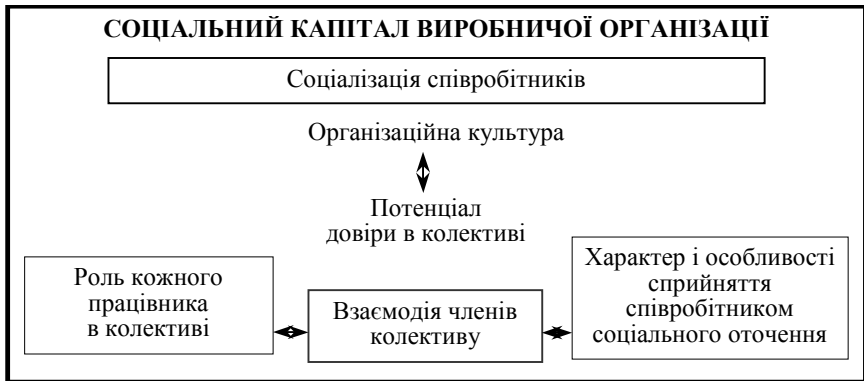 СОЦІАЛЬНИЙ КАПІТАЛ ВИРОБНИЧОЇ ОРГАНІЗАЦІЇ
Соціалізація співробітників
Організаційна культура
Потенціал
довіри в колективі
Роль кожного
працівника
в колективі
Взаємодія членів
колективу
Характер і особливості
сприйняття
співробітником
соціального оточення